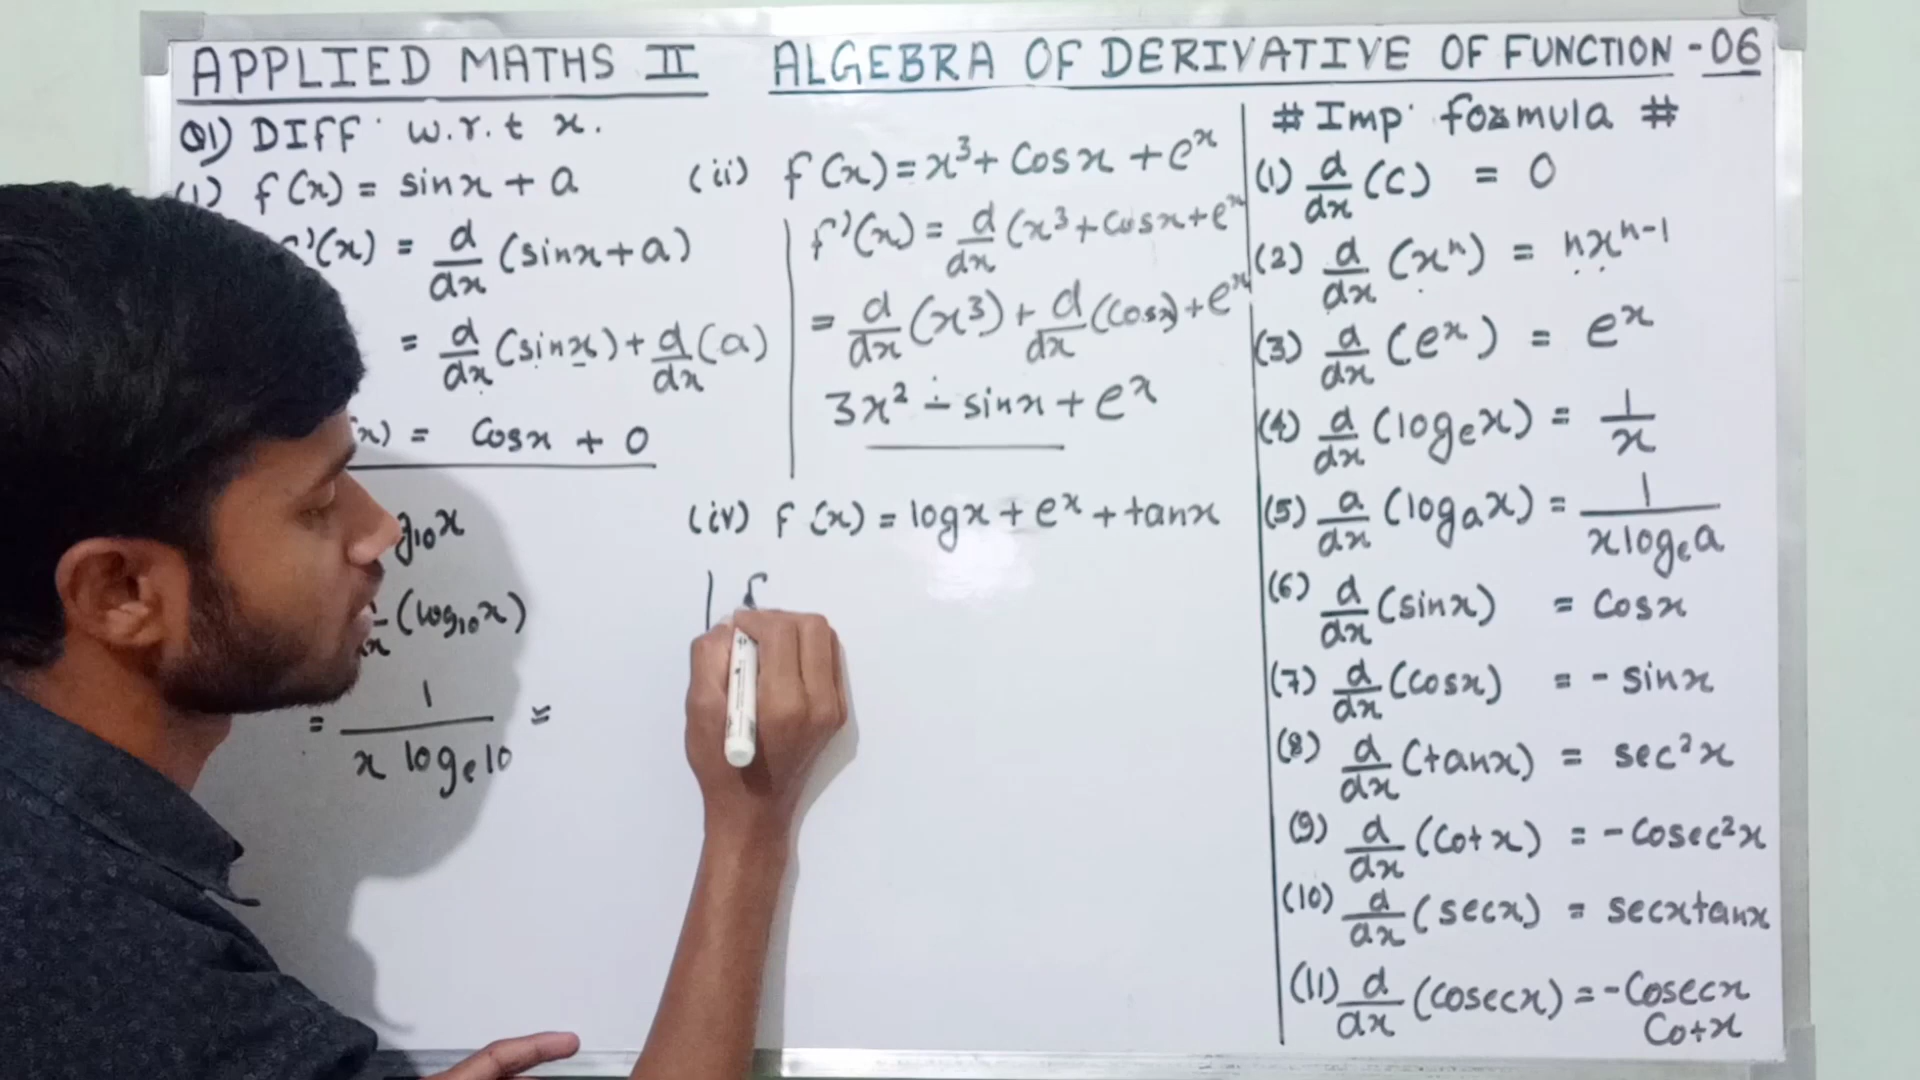 APPLIED MATHS II ALGEBRA OF DERIVATIVE OF FUNCTION -06
Q1) DIFF· w.r.t x.
(i) f(x) = sinx + a
f'(x) = d/dx (sinx+a)
= d/dx (sinx) + d/dx (a)
x) = Cosx + 0
g₁₀x
(log₁₀x)
= 1/(x logₑ10) =
(ii) f(x) = x³ + Cosx + eˣ
f'(x) = d/dx (x³+Cosx+eˣ
= d/dx (x³) + d/dx (Cosx) + eˣ
3x² - sinx + eˣ
(iv) F(x) = logx + eˣ + tanx
f
# Imp· formula #
(1) d/dx (c) = 0
(2) d/dx (xⁿ) = nxⁿ⁻¹
(3) d/dx (eˣ) = eˣ
(4) d/dx (logₑx) = 1/x
(5) d/dx (logₐx) = 1/(x logₑa)
(6) d/dx (sinx) = Cosx
(7) d/dx (Cosx) = - sinx
(8) d/dx (tanx) = sec²x
(9) d/dx (Cotx) = - Cosec²x
(10) d/dx (secx) = secxtanx
(11) d/dx (Cosecx) = - Cosecx
Cotx